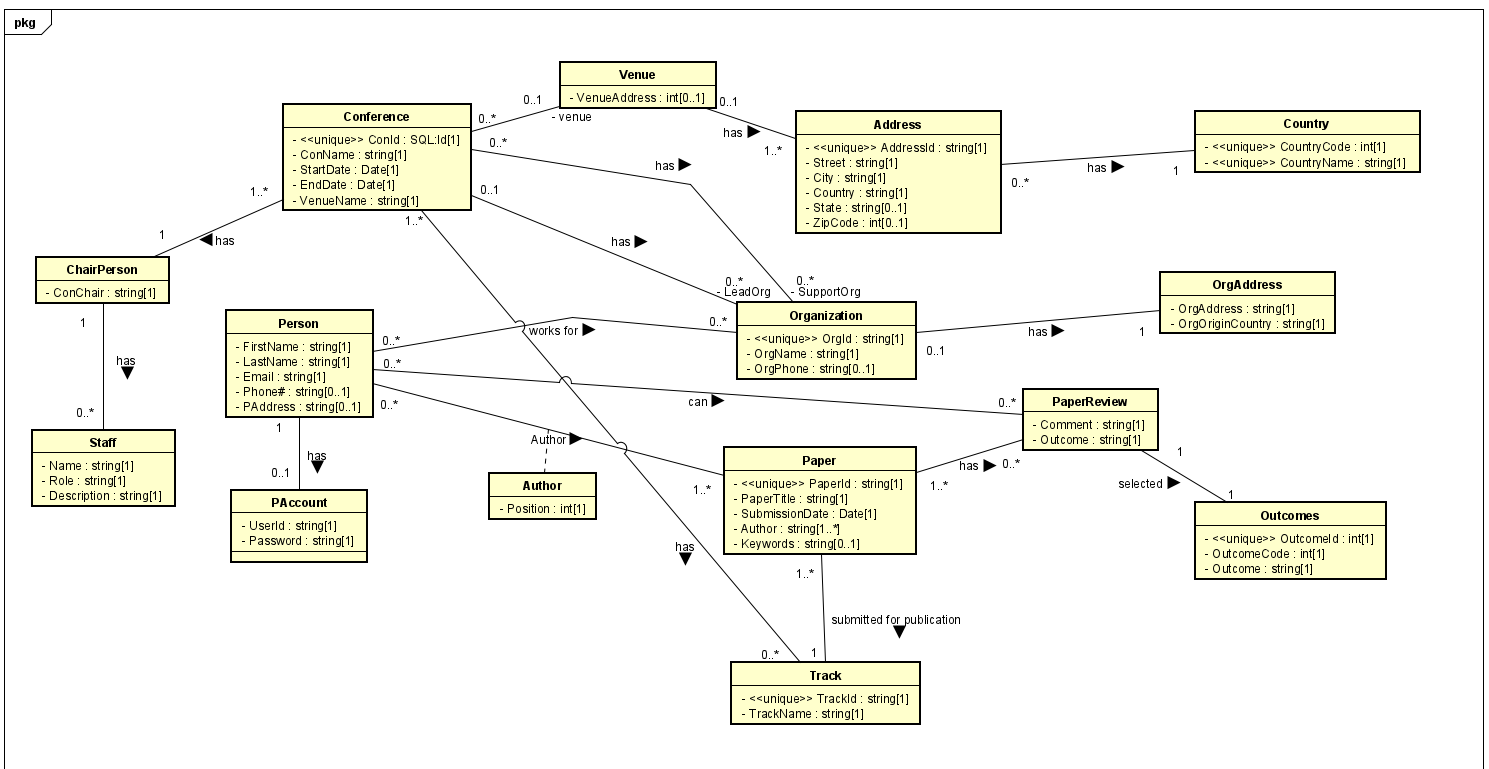 pkg
Venue
- VenueAddress : int[0..1]
0..1
- venue
0..1
has
1..*
Conference
- <<unique>> ConId : SQL:Id[1]
- ConName : string[1]
- StartDate : Date[1]
- EndDate : Date[1]
- VenueName : string[1]
0..*
0..*
0..1
1..*
1..*
has
has
Address
- <<unique>> AddressId : string[1]
- Street : string[1]
- City : string[1]
- Country : string[1]
- State : string[0..1]
- ZipCode : int[0..1]
0..*
has
1
Country
- <<unique>> CountryCode : int[1]
- <<unique>> CountryName : string[1]
1
has
ChairPerson
- ConChair : string[1]
1
has
0..*
0..*
- LeadOrg
0..*
- SupportOrg
Organization
- <<unique>> OrgId : string[1]
- OrgName : string[1]
- OrgPhone : string[0..1]
0..1
has
1
OrgAddress
- OrgAddress : string[1]
- OrgOriginCountry : string[1]
Person
- FirstName : string[1]
- LastName : string[1]
- Email : string[1]
- Phone# : string[0..1]
- PAddress : string[0..1]
0..*
works for
0..*
0..*
can
0..*
0..*
Author
1..*
1
has
0..1
Staff
- Name : string[1]
- Role : string[1]
- Description : string[1]
PAccount
- UserId : string[1]
- Password : string[1]
Author
- Position : int[1]
PaperReview
- Comment : string[1]
- Outcome : string[1]
1
selected
1
Paper
- <<unique>> PaperId : string[1]
- PaperTitle : string[1]
- SubmissionDate : Date[1]
- Author : string[1..*]
- Keywords : string[0..1]
has
0..*
1..*
Outcomes
- <<unique>> OutcomeId : int[1]
- OutcomeCode : int[1]
- Outcome : string[1]
has
1..*
submitted for publication
0..*
1
Track
- <<unique>> TrackId : string[1]
- TrackName : string[1]